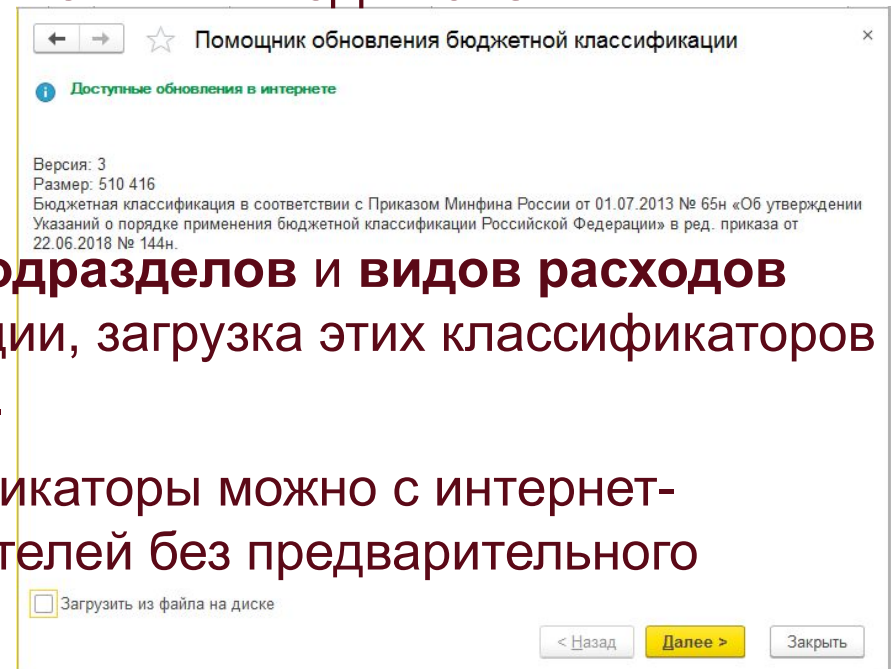 Помощник обновления бюджетной классификации
Доступные обновления в интернете
Версия: 3
Размер: 510 416
Бюджетная классификация в соответствии с Приказом Минфина России от 01.07.2013 № 65н «Об утверждении
Указаний о порядке применения бюджетной классификации Российской Федерации» в ред. приказа от
22.06.2018 № 144н.
одразделов и видов расходов
ции, загрузка этих классификаторов
.
икаторы можно с интернет-
телей без предварительного
Загрузить из файла на диске
< Назад
Далее >
Закрыть